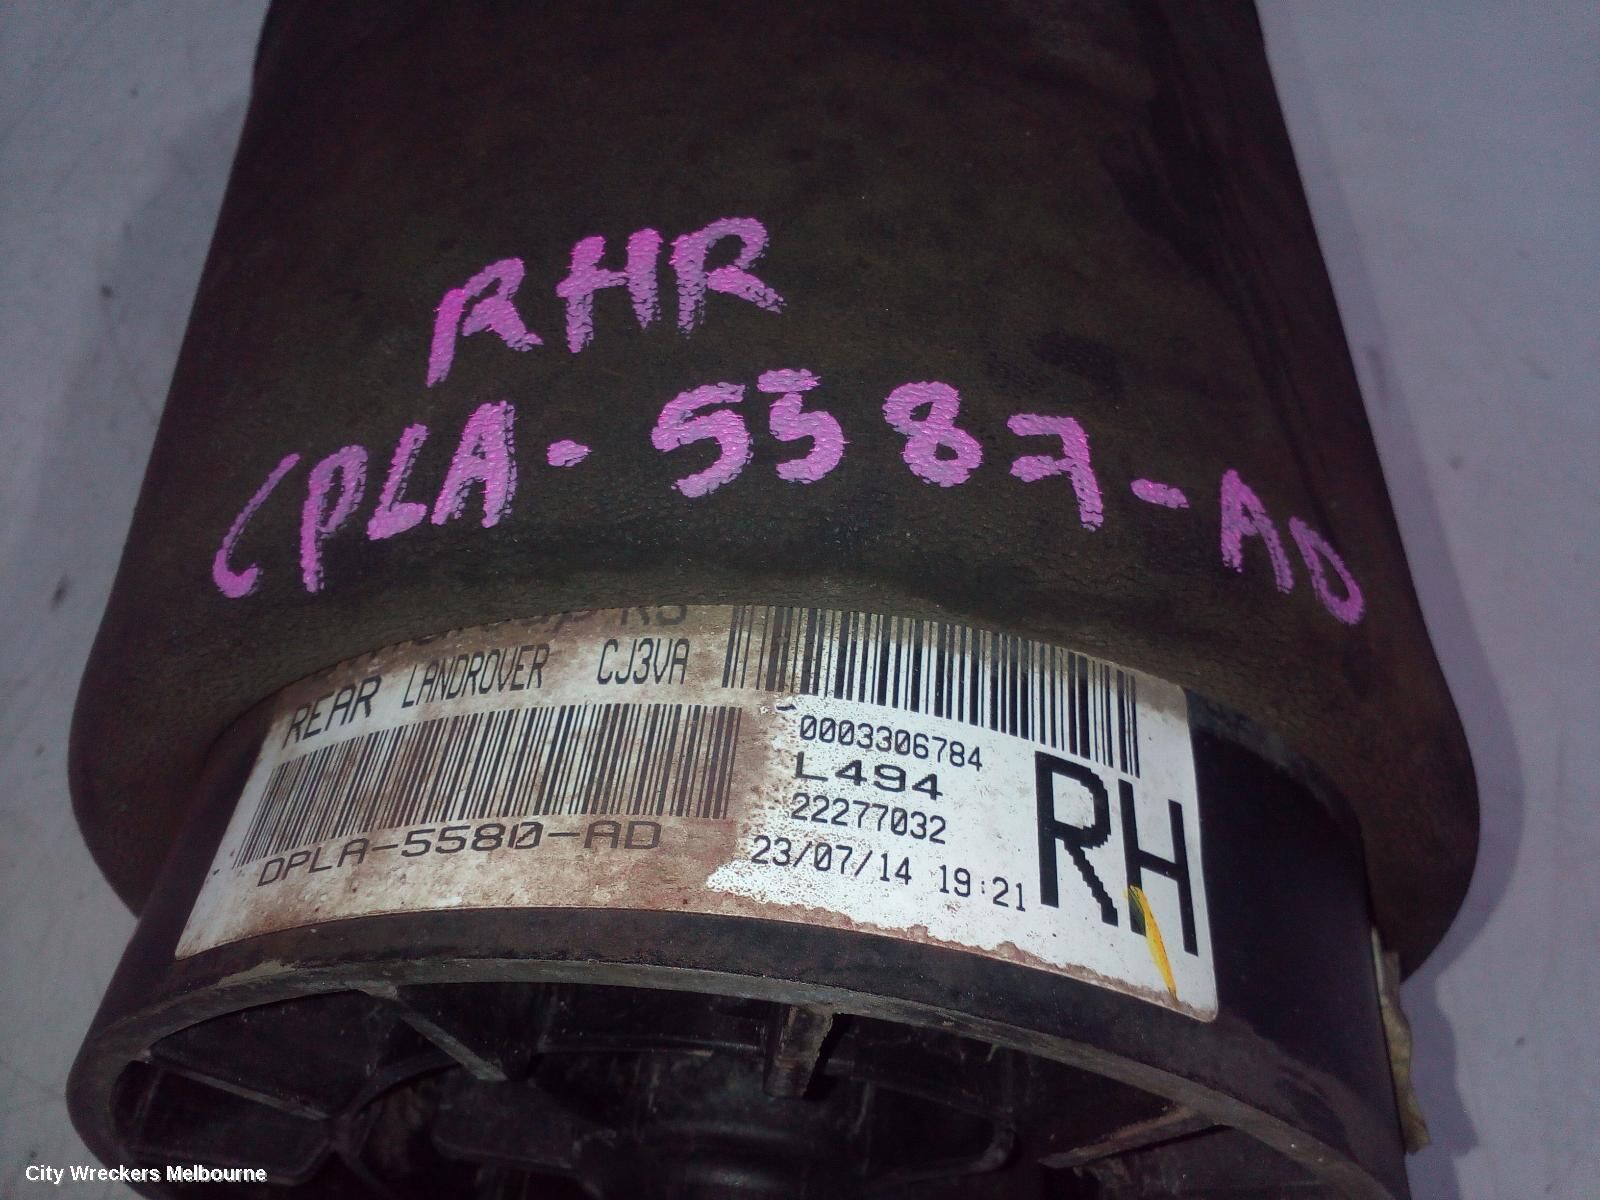 RHR
CPLA-5587-AD
REAR LANDROVER CJ3VA
DPLA-5580-AD
0003306784
L494
22277032
23/07/14 19:21
RH
City Wreckers Melbourne